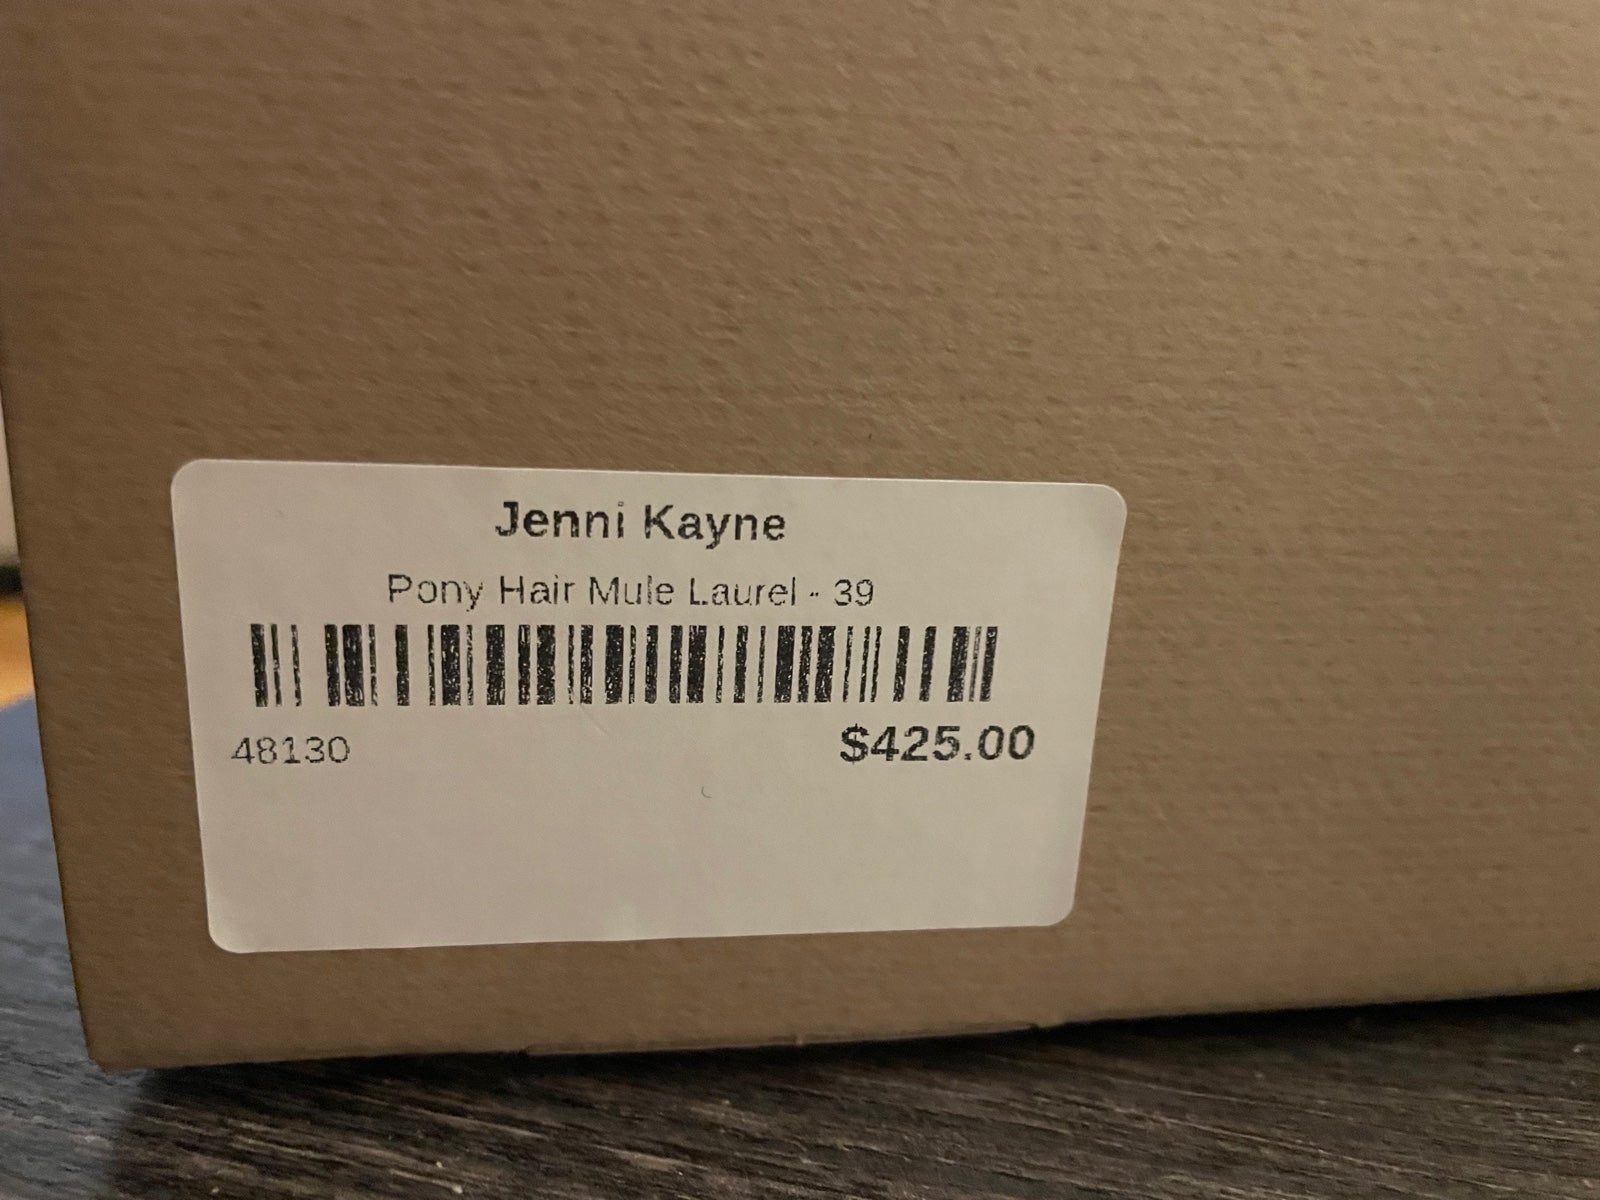 Jenni Kayne
Pony Hair Mule Laurel - 39
48130
$425.00